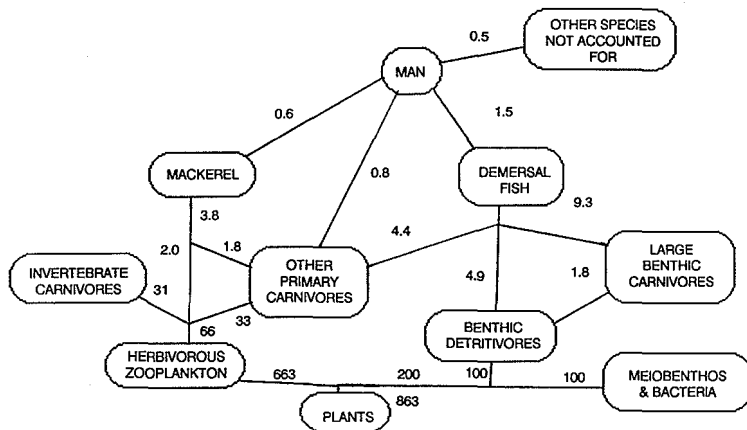 OTHER SPECIES
NOT ACCOUNTED
FOR
0.5
MAN
0.6
1.5
0.8
MACKEREL
DEMERSAL
FISH
3.8
9.3
4.4
2.0
1.8
INVERTEBRATE
CARNIVORES
OTHER
PRIMARY
CARNIVORES
LARGE
BENTHIC
CARNIVORES
4.9
1.8
31
33
66
BENTHIC
DETRITIVORES
HERBIVOROUS
ZOOPLANKTON
663
200
100
100
MEIOBENTHOS
& BACTERIA
863
PLANTS